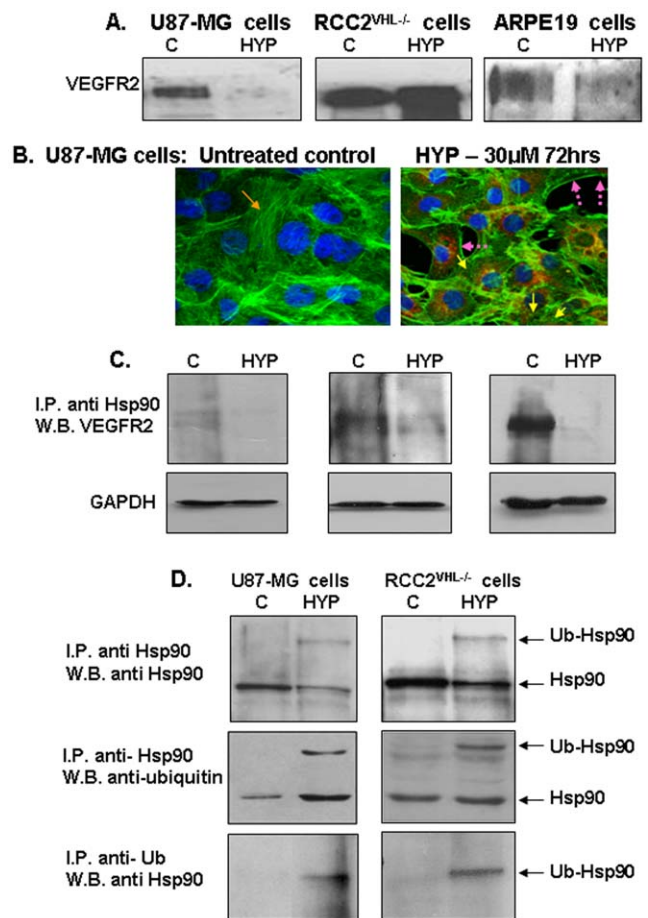 A. U87-MG cells RCC2VHL-/- cells ARPE19 cells
C HYP C HYP C HYP
VEGFR2
B. U87-MG cells: Untreated control HYP – 30µM 72hrs
C.
C HYP C HYP C HYP
I.P. anti Hsp90
W.B. VEGFR2
GAPDH
D.
U87-MG cells RCC2VHL-/- cells
C HYP C HYP
I.P. anti Hsp90
W.B. anti Hsp90
Ub-Hsp90
Hsp90
I.P. anti- Hsp90
W.B. anti-ubiquitin
Ub-Hsp90
Hsp90
I.P. anti- Ub
W.B. anti Hsp90
Ub-Hsp90